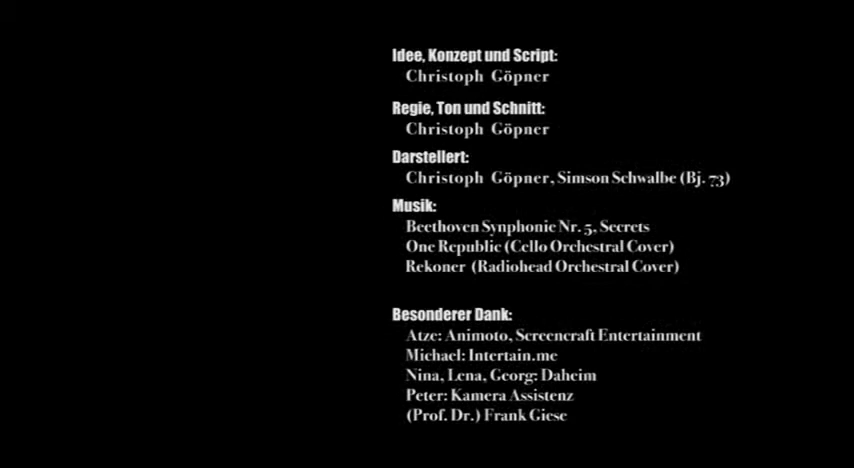 Idee, Konzept und Script:
Christoph Göpner
Regie, Ton und Schnitt:
Christoph Göpner
Darstellert:
Christoph Göpner, Simson Schwalbe (Bj. 73)
Musik:
Beethoven Synphonie Nr. 5, Secrets
One Republic (Cello Orchestral Cover)
Rekoner (Radiohead Orchestral Cover)
Besonderer Dank:
Atze: Animoto, Screencraft Entertainment
Michael: Intertain.me
Nina, Lena, Georg: Daheim
Peter: Kamera Assistenz
(Prof. Dr.) Frank Giese